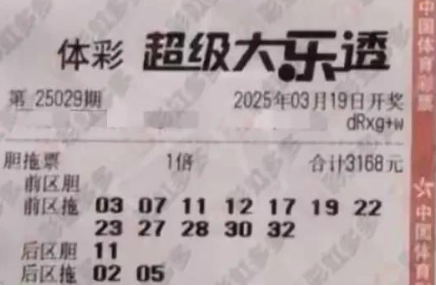 体彩 超级大乐透
第 25029期 2025年03月19日开奖
dRxg+w
胆拖票 1倍 合计3168元
前区胆
前区拖 03 07 11 12 17 19 22
23 27 28 30 32
后区胆 11
后区拖 02 05
中国体育彩票
中国体育彩